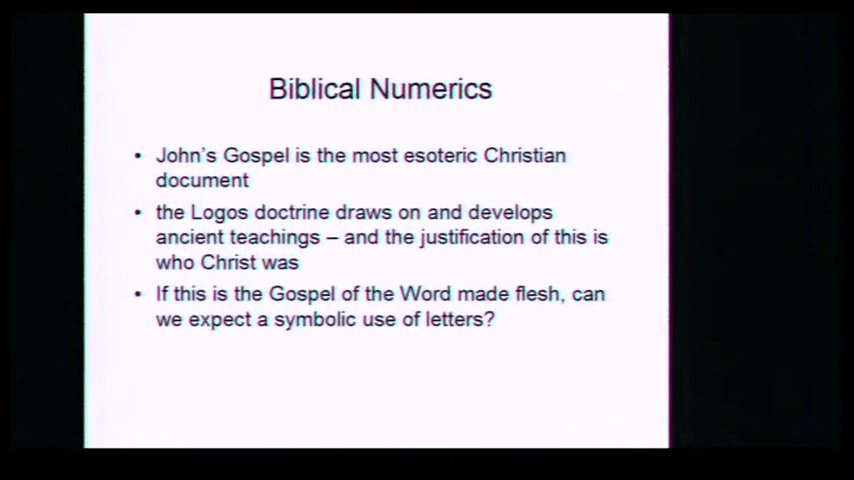 Biblical Numerics
• John's Gospel is the most esoteric Christian
document
• the Logos doctrine draws on and develops
ancient teachings – and the justification of this is
who Christ was
• If this is the Gospel of the Word made flesh, can
we expect a symbolic use of letters?